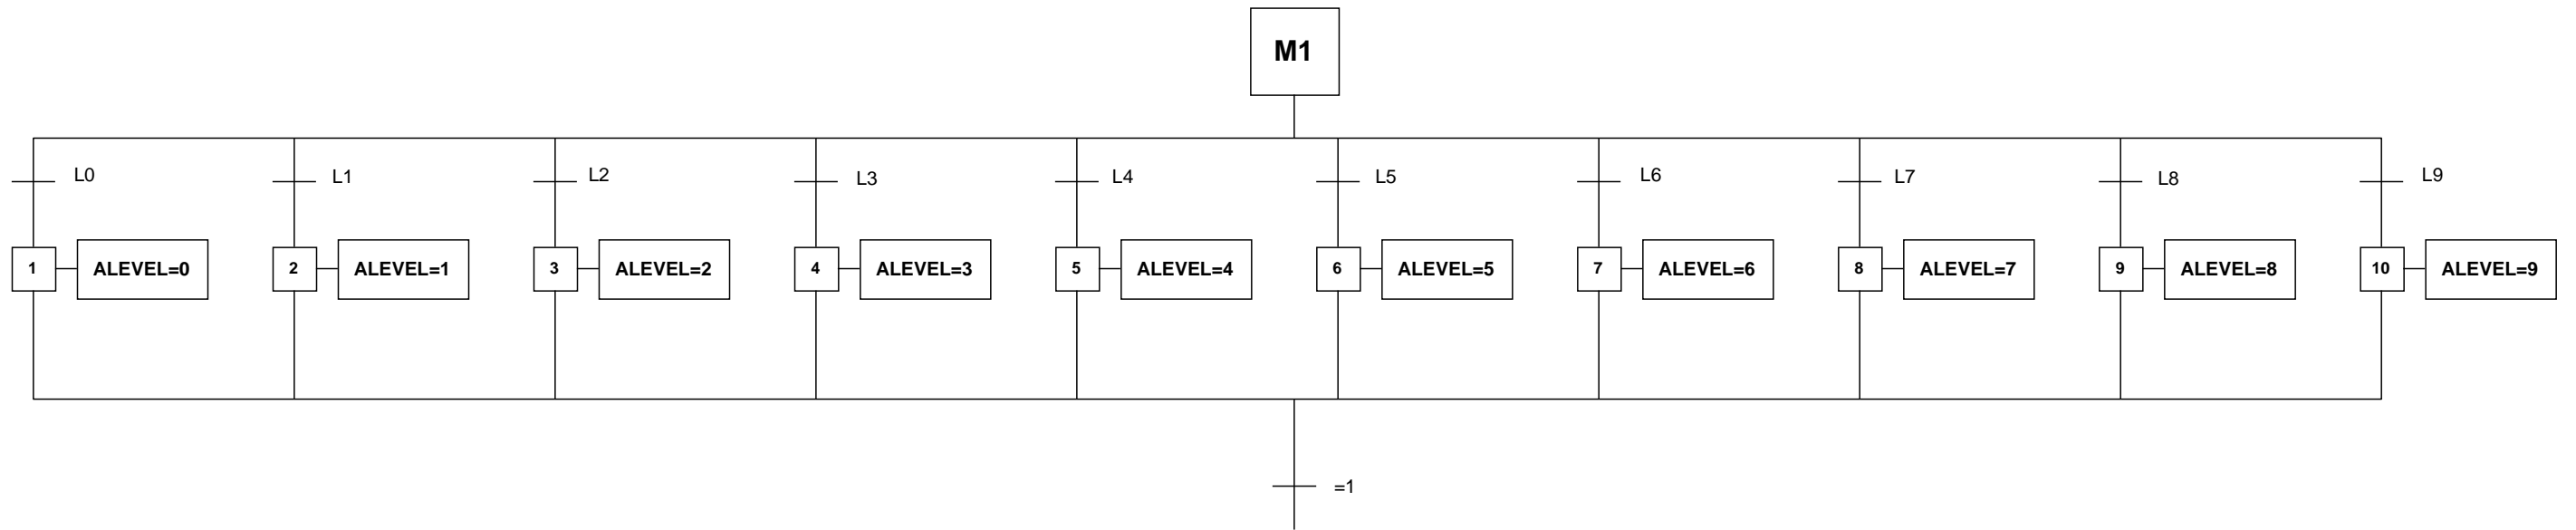 M1
L0
L1
L2
L3
L4
L5
L6
L7
L8
L9
1
ALEVEL=0
2
ALEVEL=1
3
ALEVEL=2
4
ALEVEL=3
5
ALEVEL=4
6
ALEVEL=5
7
ALEVEL=6
8
ALEVEL=7
9
ALEVEL=8
10
ALEVEL=9
=1